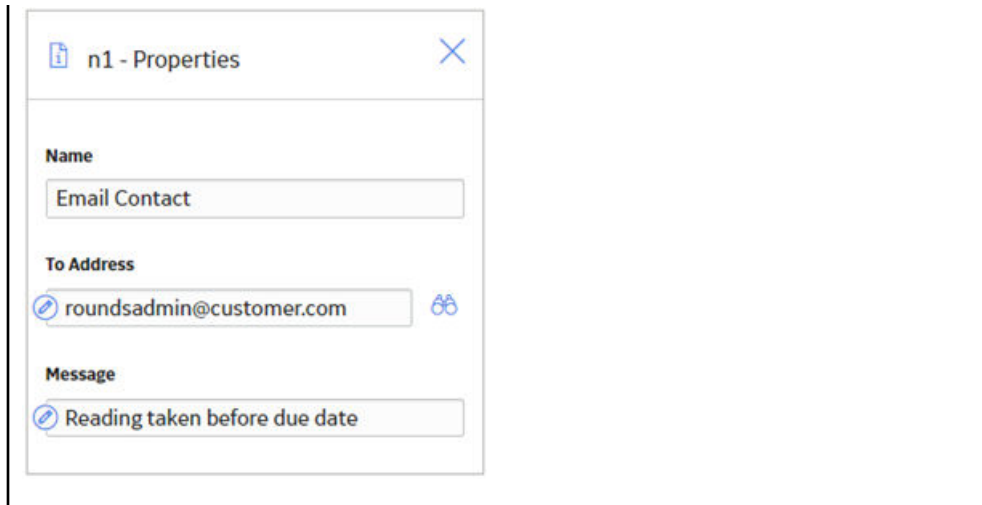 n1 - Properties
Name
Email Contact
To Address
roundsadmin@customer.com
Message
Reading taken before due date